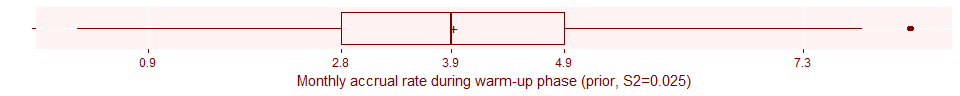 0.9 2.8 3.9 4.9 7.3
Monthly accrual rate during warm-up phase (prior, S2=0.025)